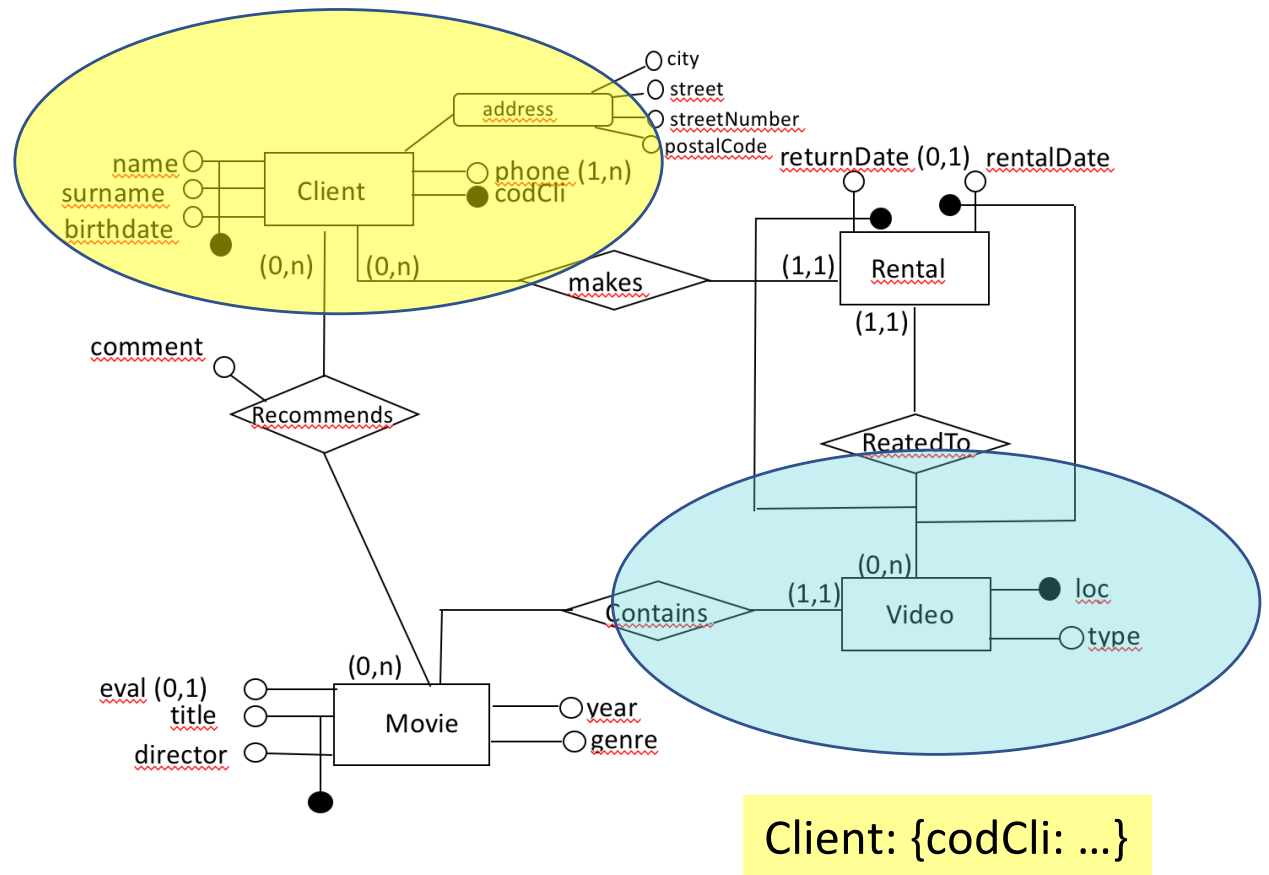 city
street
address
streetNumber
postalCode
name
phone (1,n)
returnDate (0,1)
rentalDate
surname
Client
codCli
birthdate
(0,n)
(0,n)
makes
(1,1)
Rental
(1,1)
comment
Recommends
ReatedTo
(0,n)
(1,1)
loc
Contains
Video
type
(0,n)
eval (0,1)
title
Movie
year
director
genre
Client: {codCli: …}